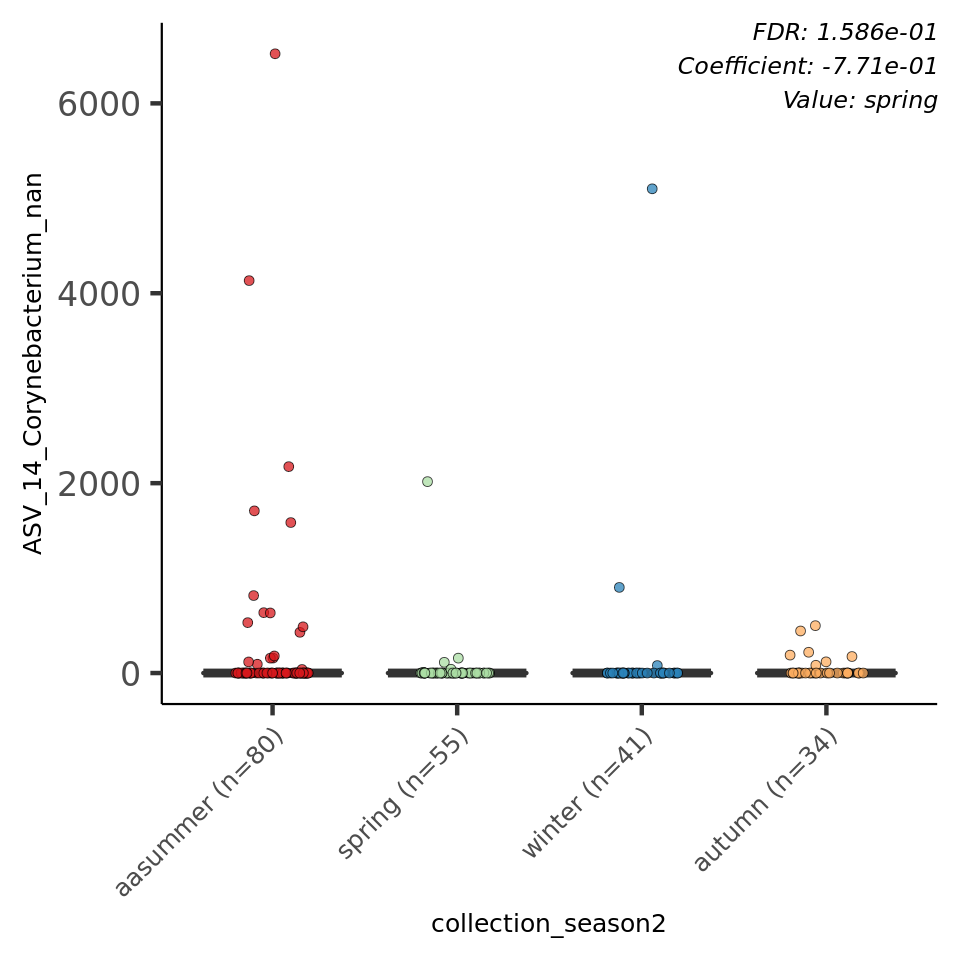 FDR: 1.586e-01
Coefficient: -7.71e-01
Value: spring
ASV_14_Corynebacterium_nan
6000
4000
2000
0
aasummer (n=80)
spring (n=55)
winter (n=41)
autumn (n=34)
collection_season2